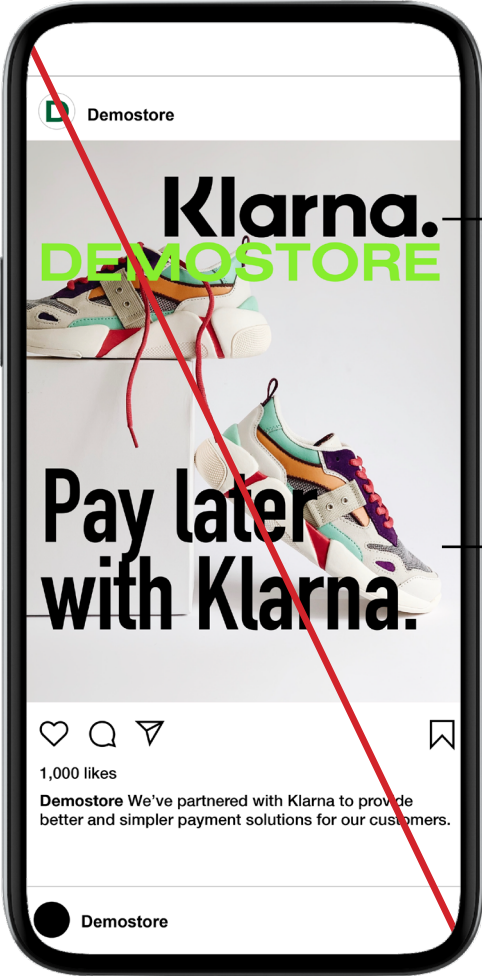 D
Demostore
Klarna.
DEMOSTORE
Pay later
with Klarna.
1,000 likes
Demostore We've partnered with Klarna to provide
better and simpler payment solutions for our customers.
Demostore